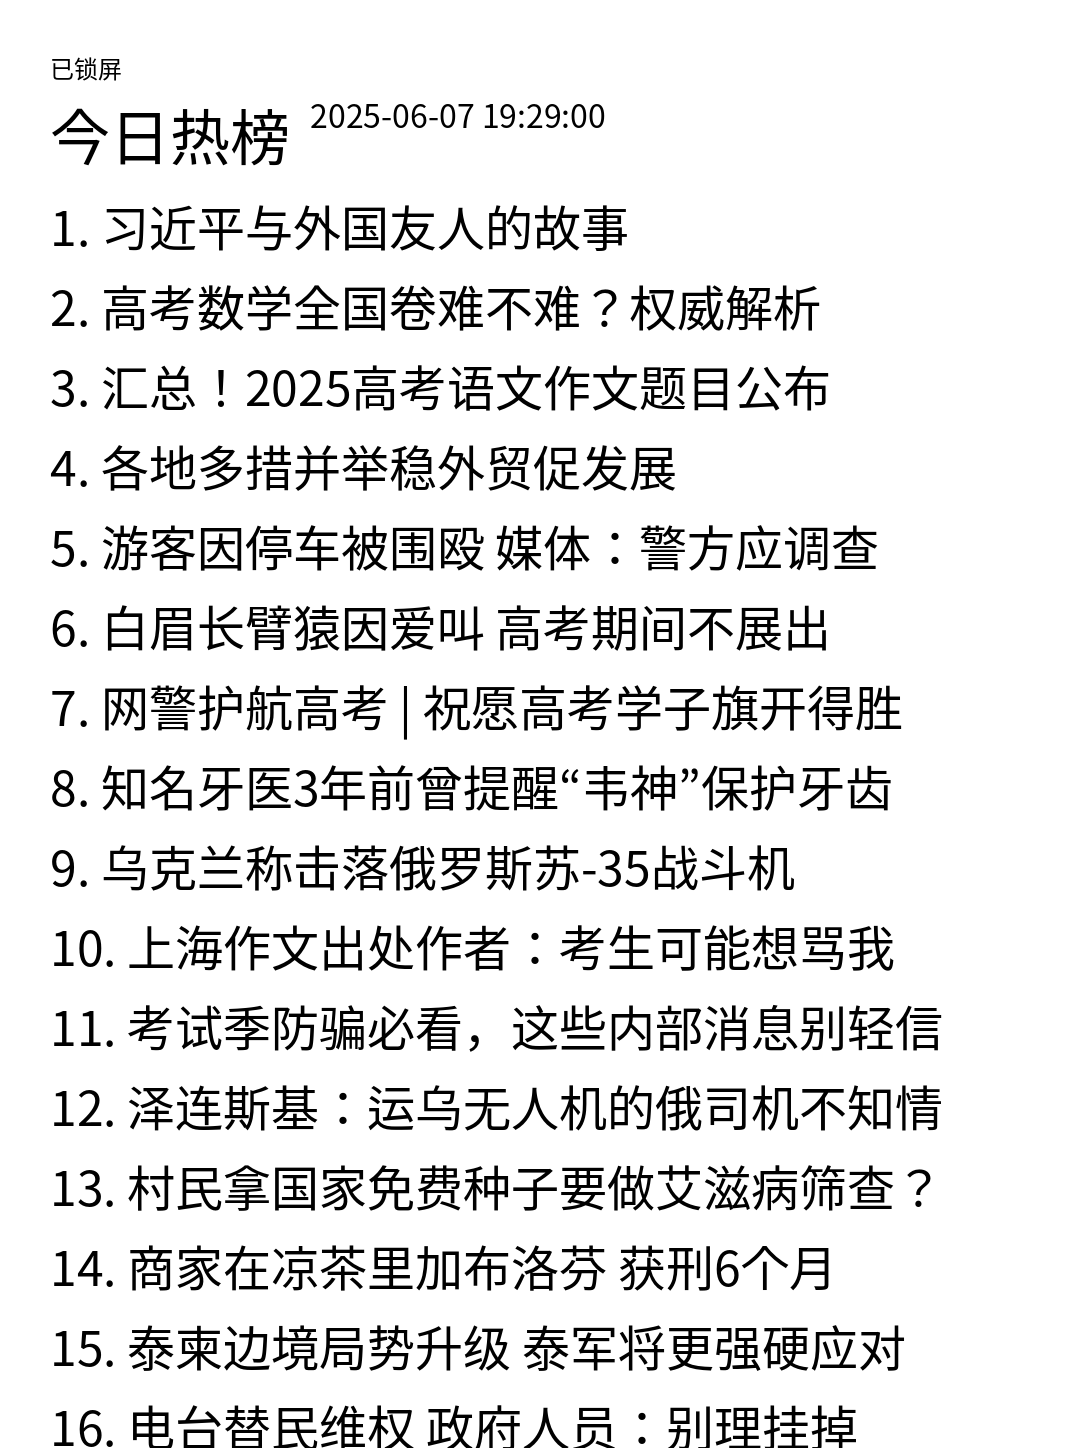 已锁屏
今日热榜 2025-06-07 19:29:00
1. 习近平与外国友人的故事
2. 高考数学全国卷难不难？权威解析
3. 汇总！2025高考语文作文题目公布
4. 各地多措并举稳外贸促发展
5. 游客因停车被围殴 媒体：警方应调查
6. 白眉长臂猿因爱叫 高考期间不展出
7. 网警护航高考 | 祝愿高考学子旗开得胜
8. 知名牙医3年前曾提醒“韦神”保护牙齿
9. 乌克兰称击落俄罗斯苏-35战斗机
10. 上海作文出处作者：考生可能想骂我
11. 考试季防骗必看，这些内部消息别轻信
12. 泽连斯基：运乌无人机的俄司机不知情
13. 村民拿国家免费种子要做艾滋病筛查？
14. 商家在凉茶里加布洛芬 获刑6个月
15. 泰柬边境局势升级 泰军将更强硬应对
16. 电台替民维权 政府人员：别理挂掉